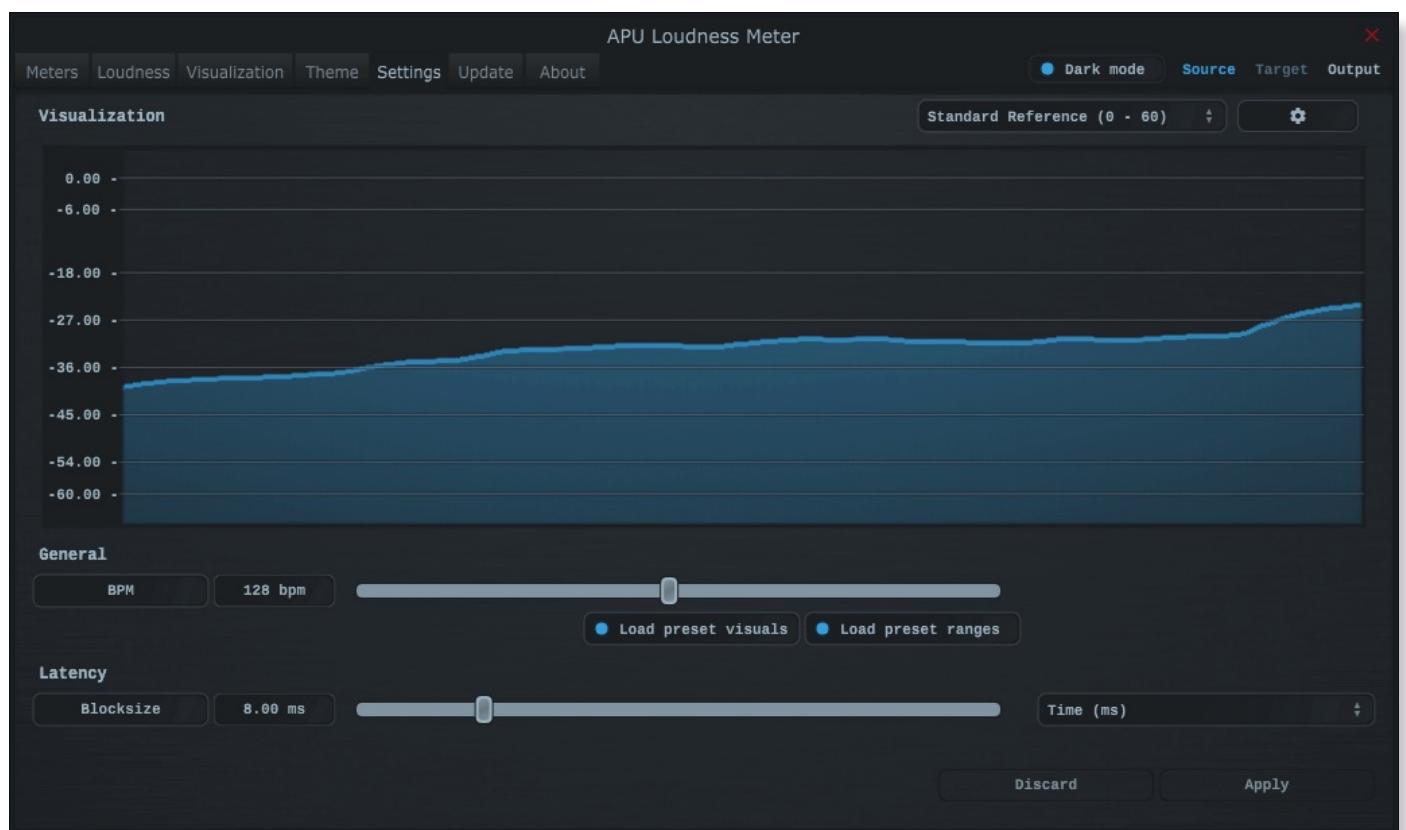 APU Loudness Meter
Meters Loudness Visualization Theme Settings Update About Dark mode Source Target Output
Visualization Standard Reference (0 - 60)
0.00 -
-6.00 -
-18.00 -
-27.00 -
-36.00 -
-45.00 -
-54.00 -
-60.00 -
General
BPM 128 bpm
Load preset visuals Load preset ranges
Latency
Blocksize 8.00 ms Time (ms)
Discard Apply